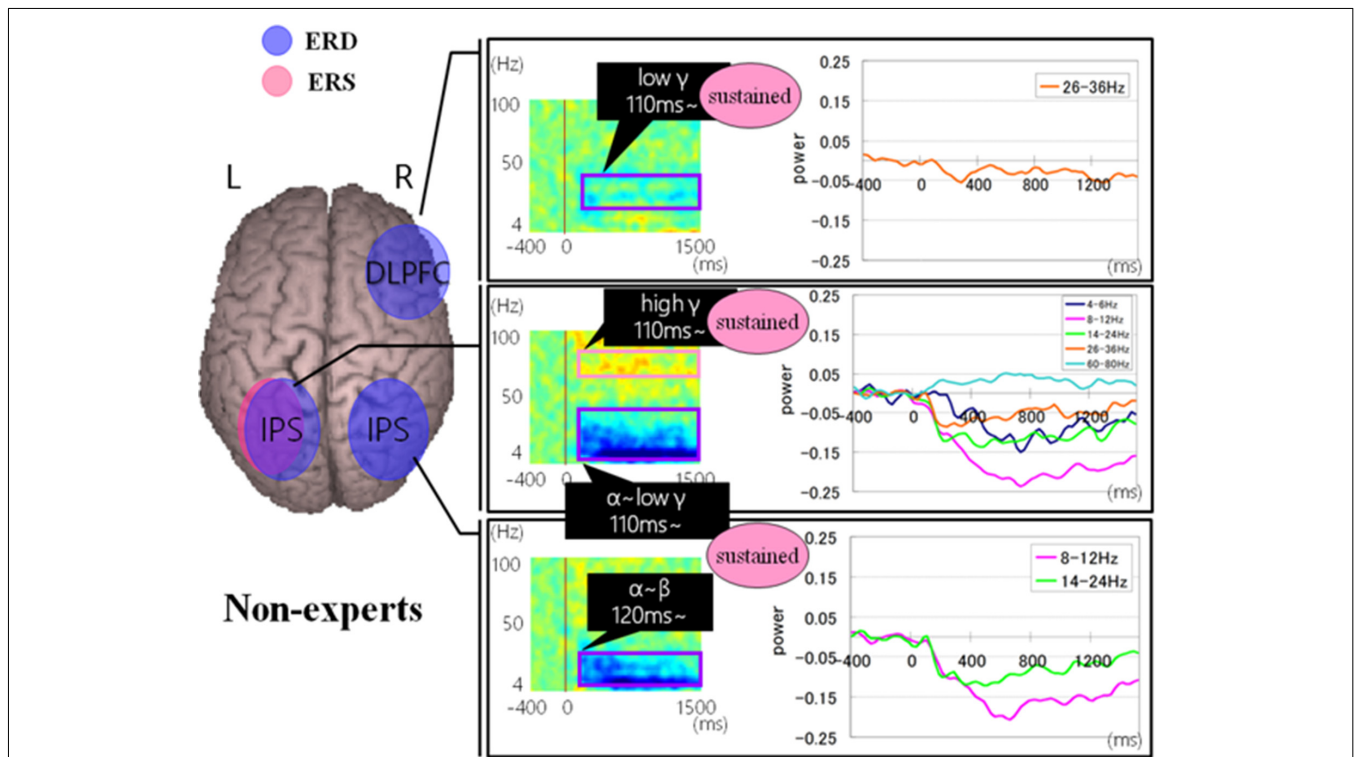 ERD
ERS
L
R
DLPFC
IPS
IPS
Non-experts
(Hz)
100
50
4
-400 0 1500
(ms)
low γ
110ms~
sustained
0.25
0.15
0.05
-0.05
-0.15
-0.25
power
-400 0 400 800 1200
(ms)
26-36Hz
(Hz)
100
50
4
-400 0 1500
high γ
110ms~
sustained
α~low γ
110ms~
0.25
0.15
0.05
-0.05
-0.15
-0.25
power
-400 0 400 800 1200
(ms)
4-6Hz
8-12Hz
14-24Hz
26-36Hz
60-80Hz
(Hz)
100
50
4
-400 0 1500
(ms)
sustained
α~β
120ms~
0.25
0.15
0.05
-0.05
-0.15
-0.25
power
-400 0 400 800 1200
(ms)
8-12Hz
14-24Hz